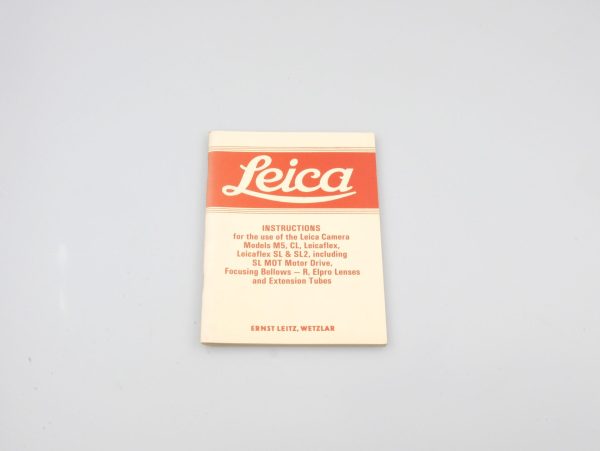 Leica
INSTRUCTIONS
for the use of the Leica Camera
Models M5, CL, Leicaflex,
Leicaflex SL & SL2, including
SL MOT Motor Drive,
Focusing Bellows – R, Elpro Lenses
and Extension Tubes
ERNST LEITZ, WETZLAR